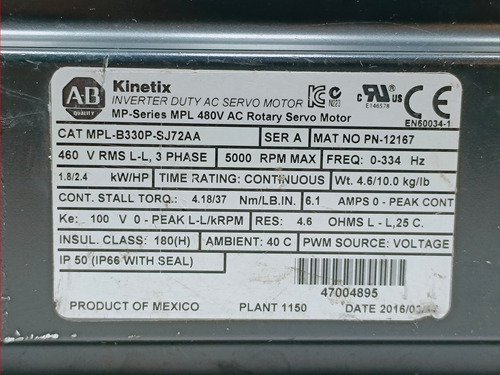 AB
QUALITY
Kinetix
INVERTER DUTY AC SERVO MOTOR
MP-Series MPL 480V AC Rotary Servo Motor
N223
c UR US
E146578
CE
EN60034-1
CAT MPL-B330P-SJ72AA SER A MAT NO PN-12167
460 V RMS L-L, 3 PHASE 5000 RPM MAX FREQ: 0-334 Hz
1.8/2.4 kW/HP TIME RATING: CONTINUOUS Wt. 4.6/10.0 kg/lb
CONT. STALL TORQ.: 4.18/37 Nm/LB.IN. 6.1 AMPS 0-PEAK CONT
Ke: 100 V 0 - PEAK L-L/kRPM RES: 4.6 OHMS L - L,25 C.
INSUL. CLASS: 180(H) AMBIENT: 40 C PWM SOURCE: VOLTAGE
IP 50 (IP66 WITH SEAL)
47004895
PRODUCT OF MEXICO PLANT 1150 DATE